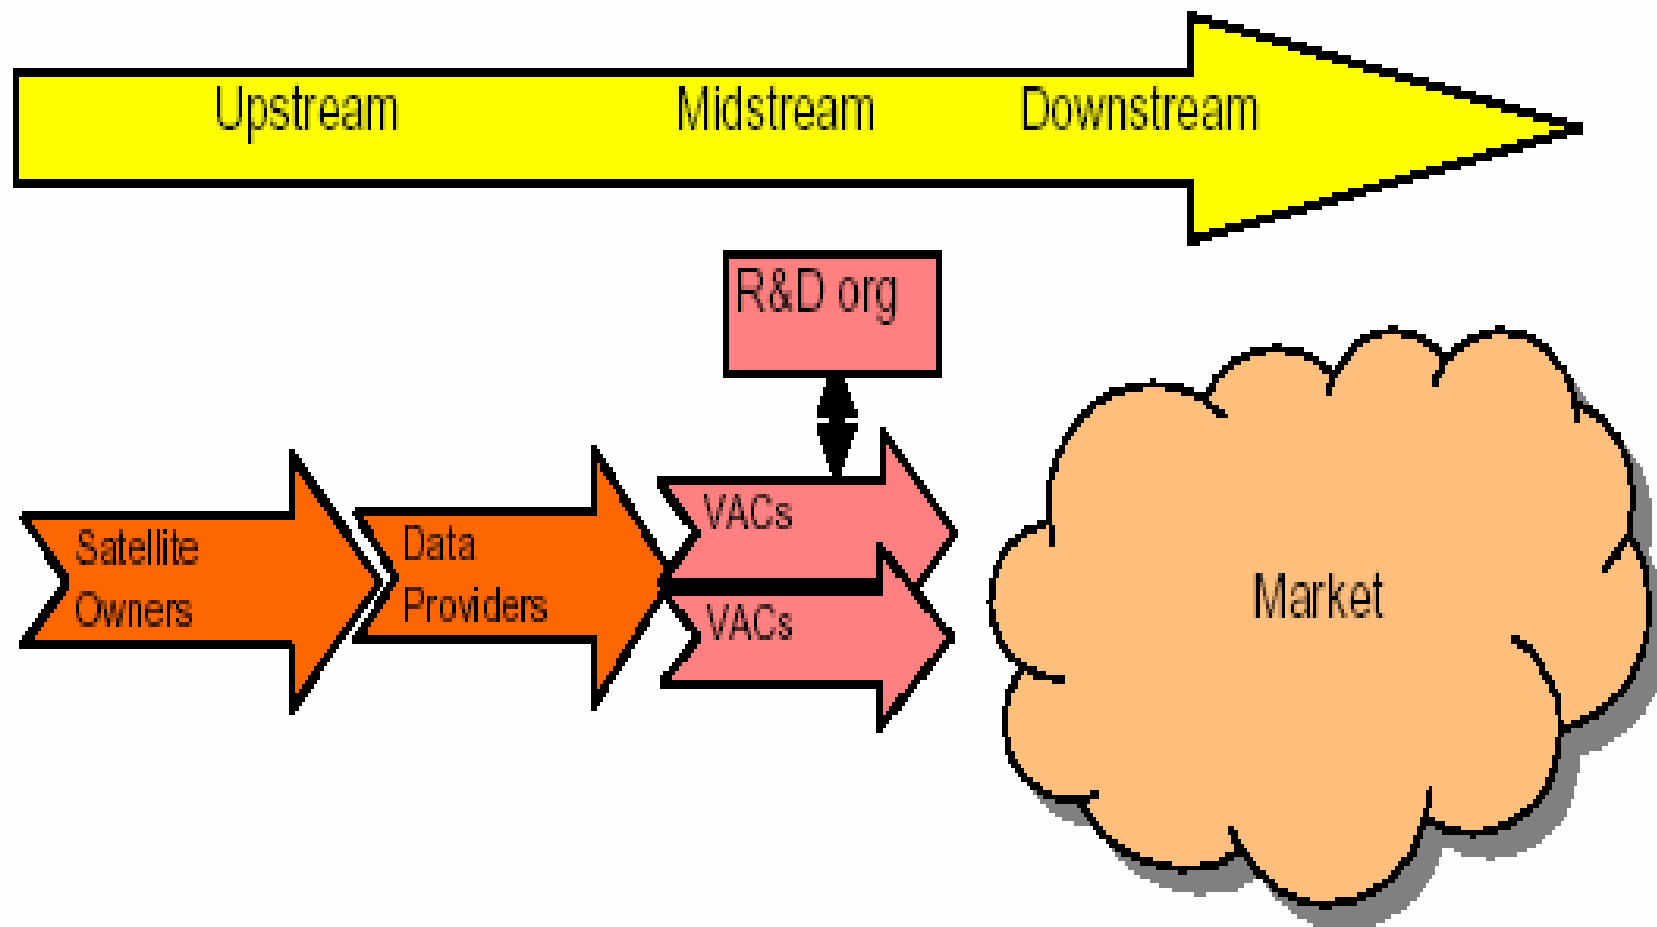 Upstream Midstream Downstream
R&D org
Satellite
Owners
Data
Providers
VACs
VACs
Market